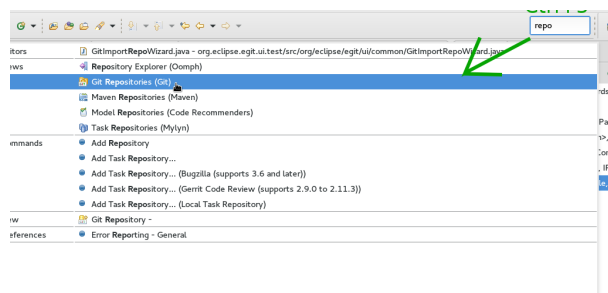 repo
itors GitImportRepoWizard.java - org.eclipse.egit.ui.test/src/org/eclipse/egit/ui/common/GitImportRepoWizard.java
ews Repository Explorer (Oomph)
Git Repositories (Git)
Maven Repositories (Maven)
Model Repositories (Code Recommenders)
Task Repositories (Mylyn)
ommands Add Repository
Add Task Repository...
Add Task Repository... (Bugzilla (supports 3.6 and later))
Add Task Repository... (Gerrit Code Review (supports 2.9.0 to 2.11.3))
Add Task Repository... (Local Task Repository)
ew Git Repository -
eferences Error Reporting - General